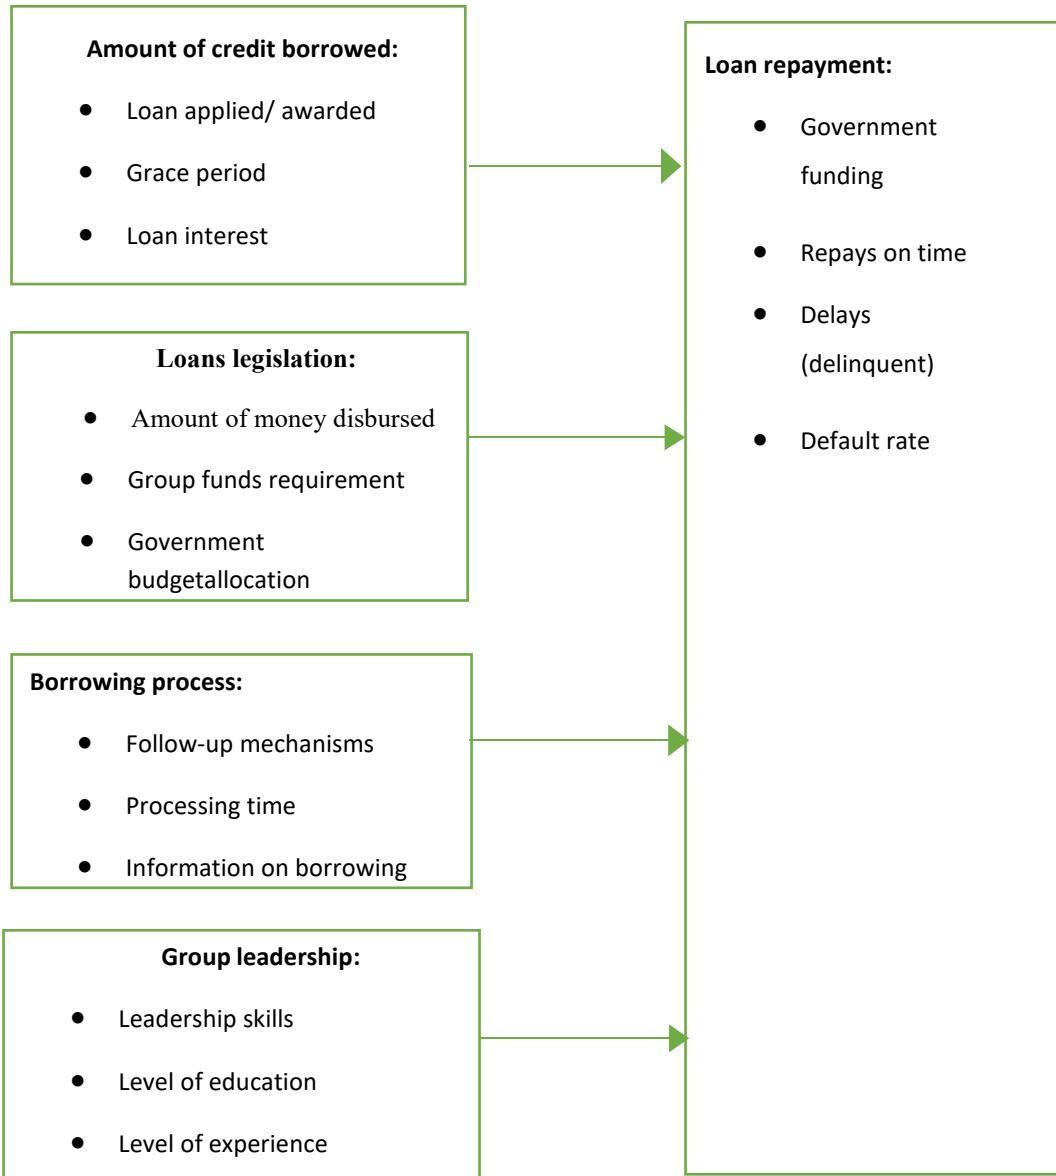 Amount of credit borrowed:
● Loan applied/ awarded
● Grace period
● Loan interest
Loans legislation:
● Amount of money disbursed
● Group funds requirement
● Government
budgetallocation
Borrowing process:
● Follow-up mechanisms
● Processing time
● Information on borrowing
Group leadership:
● Leadership skills
● Level of education
● Level of experience
Loan repayment:
● Government
funding
● Repays on time
● Delays
(delinquent)
● Default rate